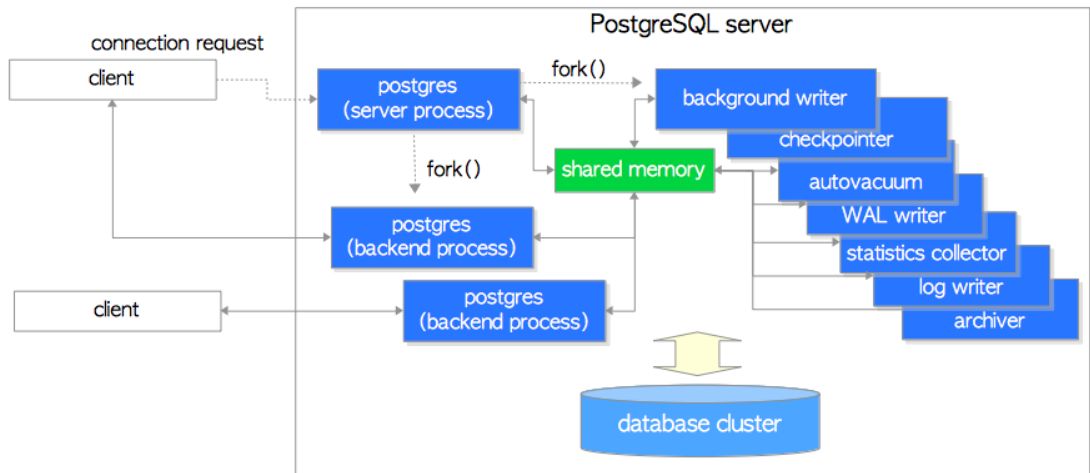 PostgreSQL server
connection request
client
postgres
(server process)
fork()
background writer
checkpointer
fork()
shared memory
autovacuum
WAL writer
postgres
(backend process)
statistics collector
log writer
client
postgres
(backend process)
archiver
database cluster